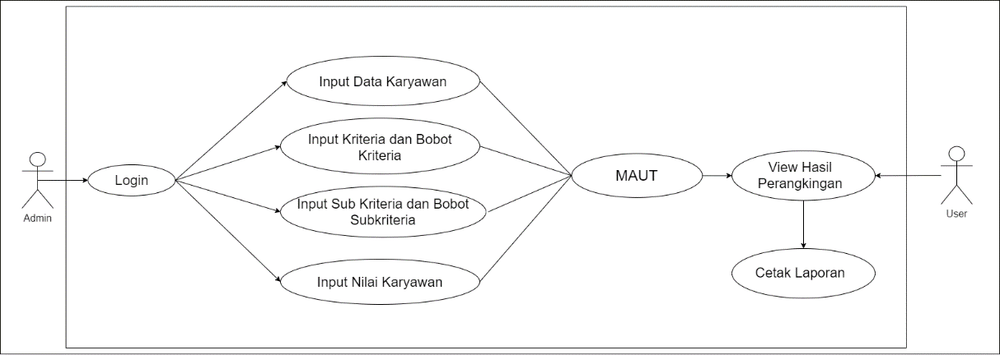 Admin
Login
Input Data Karyawan
Input Kriteria dan Bobot
Kriteria
Input Sub Kriteria dan Bobot
Subkriteria
Input Nilai Karyawan
MAUT
View Hasil
Perangkingan
Cetak Laporan
User